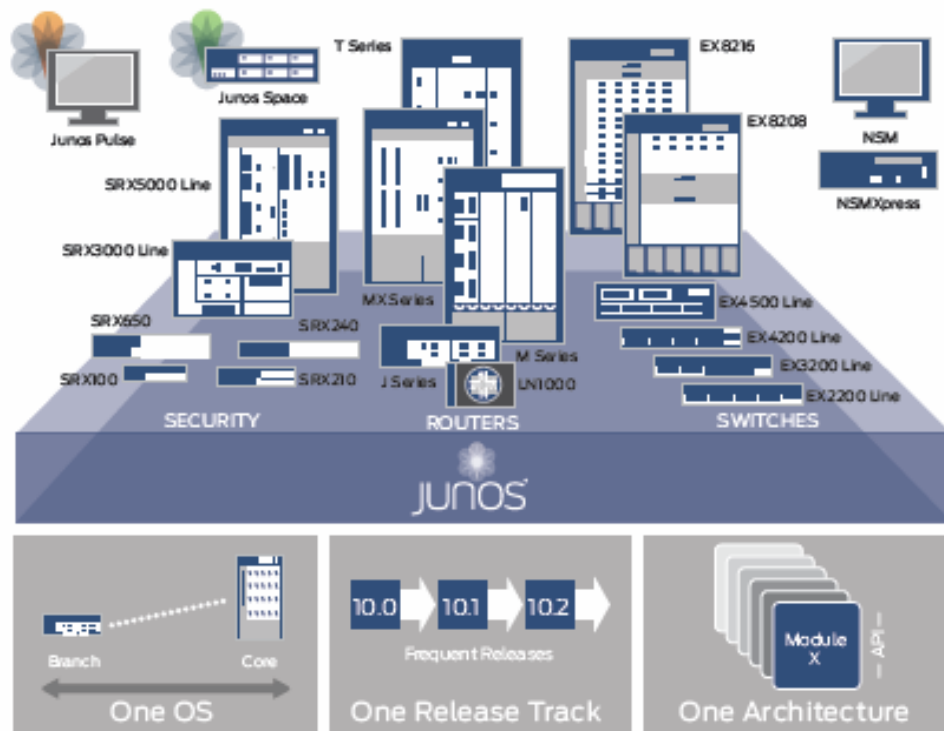 T Series
EX8216
Junos Space
Junos Pulse
EX8208
NSM
SRX5000 Line
NSMXpress
SRX3000 Line
MX Series
EX4500 Line
SRX650
SRX240
EX4200 Line
M Series
SRX100
SRX210
J Series
LN1000
EX3200 Line
EX2200 Line
SECURITY
ROUTERS
SWITCHES
JUNOS
Branch
Core
One OS
10.0
10.1
10.2
Frequent Releases
One Release Track
Module
X
API
One Architecture